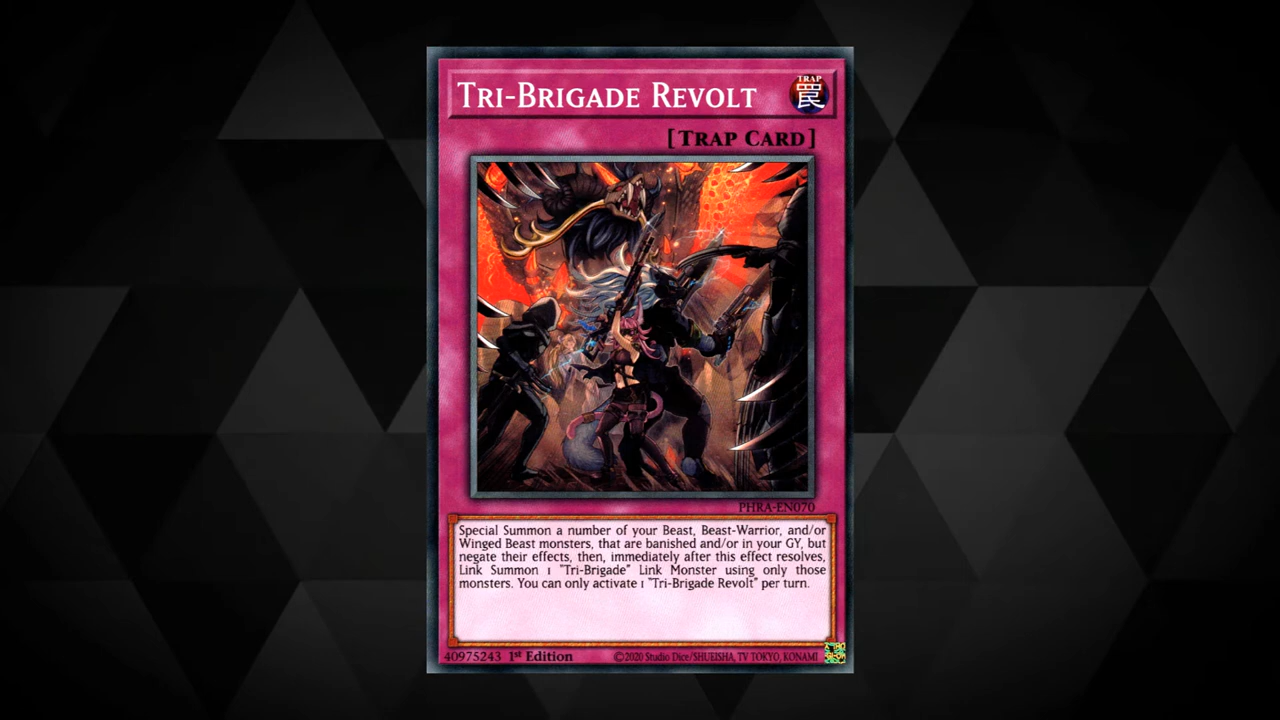 TRI-BRIGADE REVOLT
TRAP
罠
[TRAP CARD]
PHRA-EN070
Special Summon a number of your Beast, Beast-Warrior, and/or
Winged Beast monsters, that are banished and/or in your GY, but
negate their effects, then, immediately after this effect resolves,
Link Summon 1 "Tri-Brigade" Link Monster using only those
monsters. You can only activate 1 "Tri-Brigade Revolt" per turn.
40975243 1st Edition ©2020 Studio Dice/SHUEISHA, TV TOKYO, KONAMI